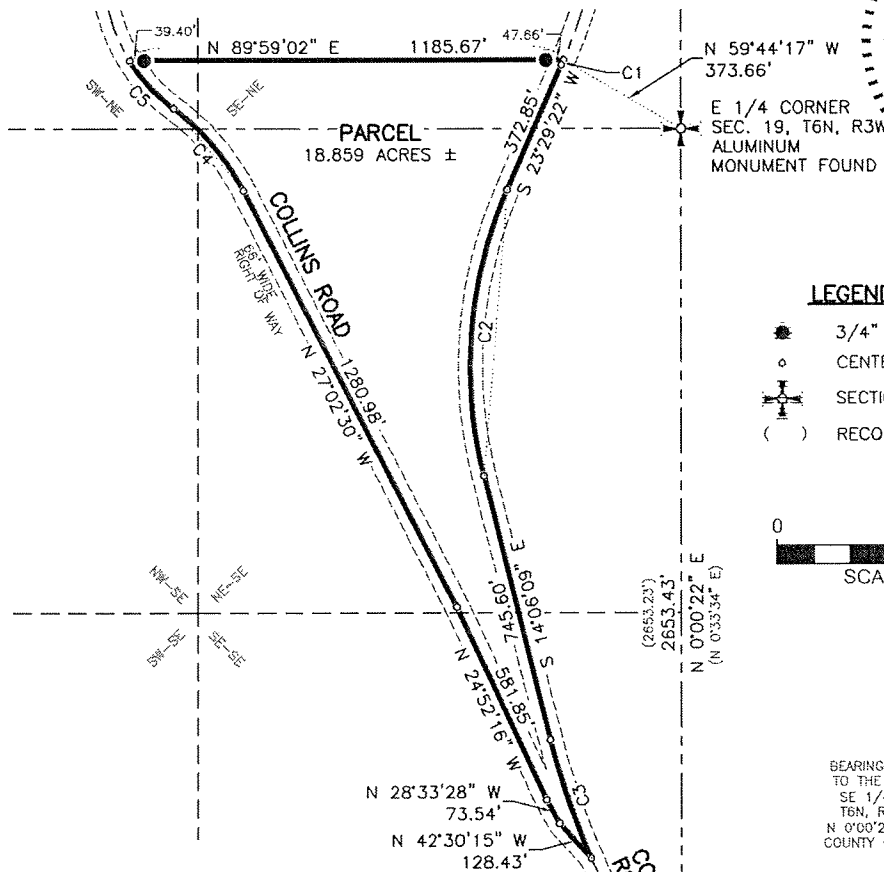 39.40'
N 89°59'02" E
1185.67'
47.66'
C1
N 59°44'17" W
373.66'
E 1/4 CORNER
SEC. 19, T6N, R3W
ALUMINUM
MONUMENT FOUND
SW-NE
SE-NE
C5
C4
PARCEL
18.859 ACRES ±
372.85'
S 23°29'22" W
COLLINS ROAD
66' WIDE
RIGHT OF WAY
N 27°02'30" W
1280.98'
C2
LEGEND
3/4"
CENTE
SECTIO
( ) RECO
0
SCA
NW-SE
NE-SE
SW-SE
SE-SE
745.60'
S 14°06'09" E
(2653.23')
2653.43'
N 0°00'22" E
(N 0°33'34" E)
N 24°52'16" W
581.85'
C3
N 28°33'28" W
73.54'
N 42°30'15" W
128.43'
CO
R
BEARING
TO THE
SE 1/
T6N, R
N 0°00'2
COUNTY